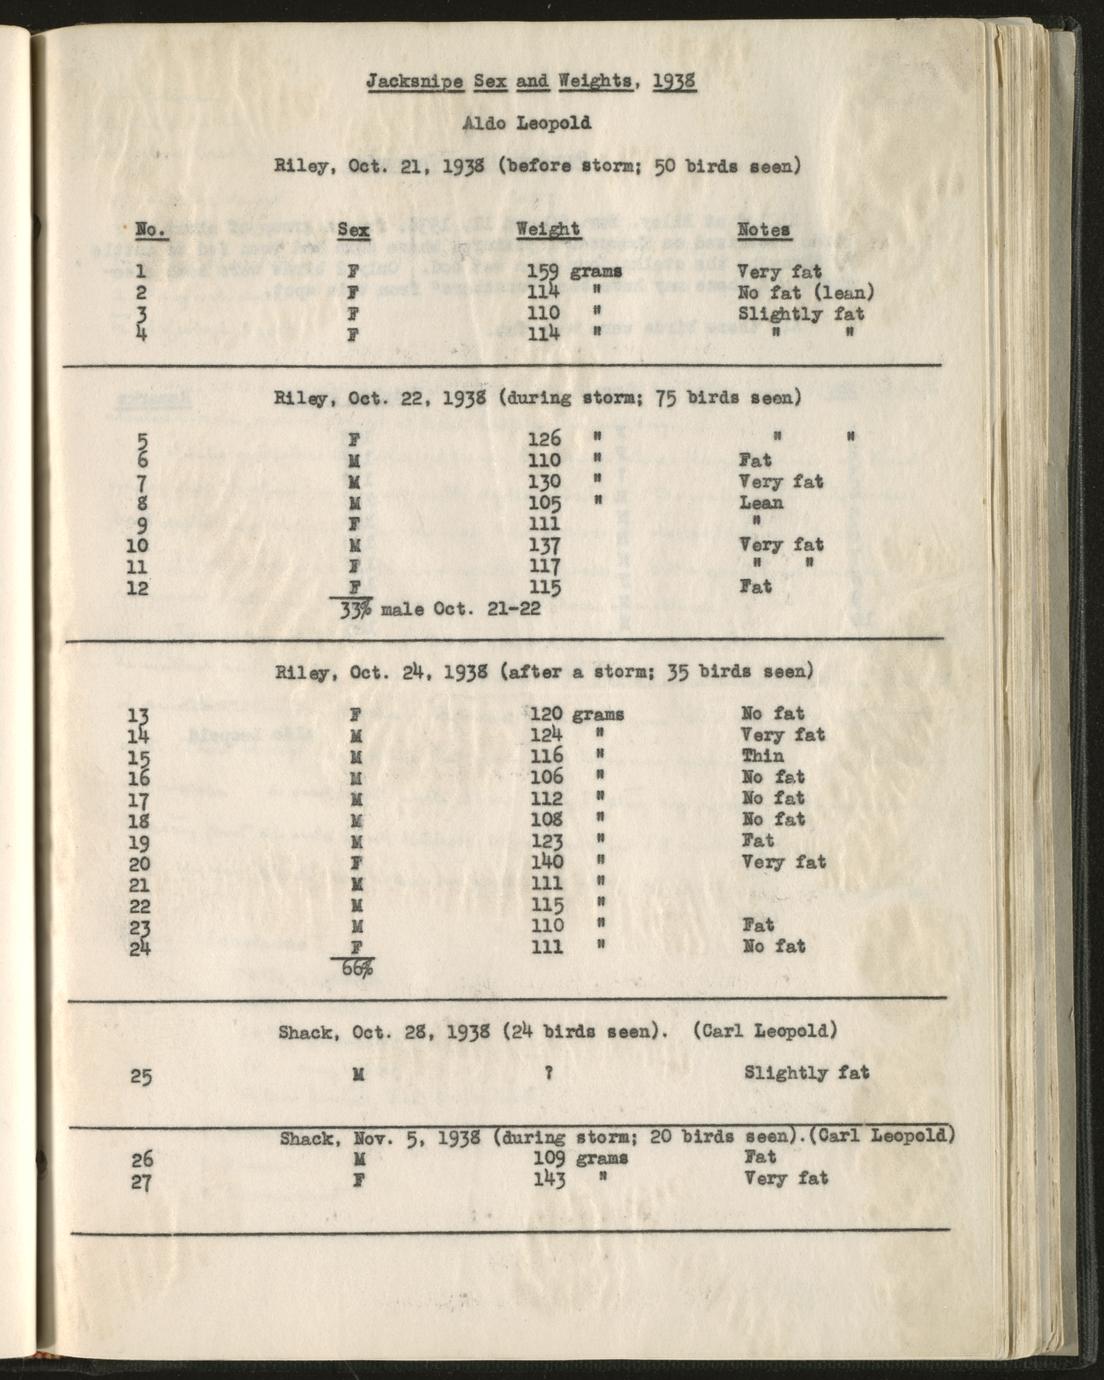 Jacksnipe Sex and Weights, 1938
Aldo Leopold
Riley, Oct. 21, 1938 (before storm; 50 birds seen)
No. Sex Weight Notes
1 F 159 grams Very fat
2 F 114 " No fat (lean)
3 F 110 " Slightly fat
4 F 114 " " "
Riley, Oct. 22, 1938 (during storm; 75 birds seen)
5 F 126 " " "
6 M 110 " Fat
7 M 130 " Very fat
8 M 105 " Lean
9 F 111 "
10 M 137 Very fat
11 F 117 " "
12 F 115 Fat
33% male Oct. 21-22
Riley, Oct. 24, 1938 (after a storm; 35 birds seen)
13 F 120 grams No fat
14 M 124 " Very fat
15 M 116 " Thin
16 M 106 " No fat
17 M 112 " No fat
18 M 108 " No fat
19 M 123 " Fat
20 F 140 " Very fat
21 M 111 "
22 M 115 "
23 M 110 " Fat
24 F 111 " No fat
66%
Shack, Oct. 28, 1938 (24 birds seen). (Carl Leopold)
25 M ? Slightly fat
Shack, Nov. 5, 1938 (during storm; 20 birds seen).(Carl Leopold)
26 M 109 grams Fat
27 F 143 " Very fat